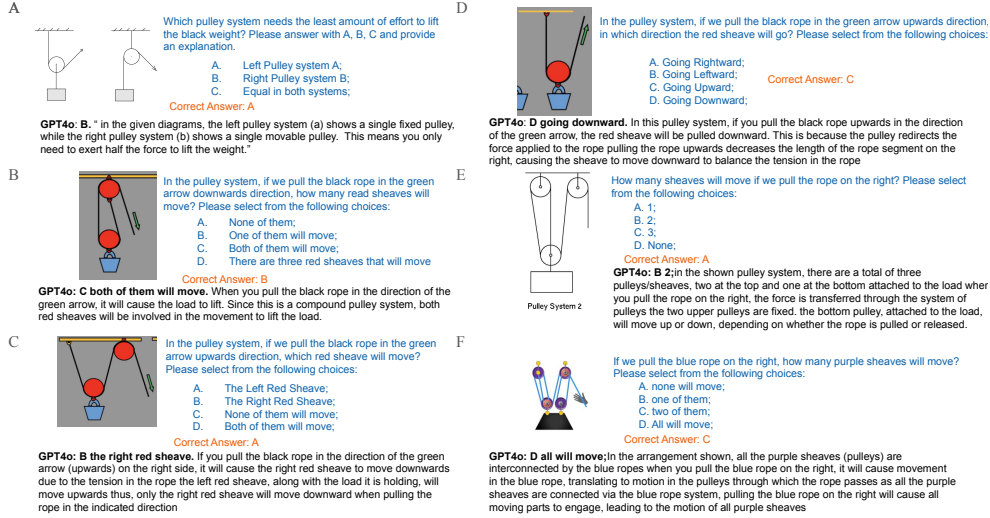 A
Which pulley system needs the least amount of effort to lift
the black weight? Please answer with A, B, C and provide
an explanation.
A. Left Pulley system A;
B. Right Pulley system B;
C. Equal in both systems;
Correct Answer: A
GPT4o: B. “ in the given diagrams, the left pulley system (a) shows a single fixed pulley,
while the right pulley system (b) shows a single movable pulley. This means you only
need to exert half the force to lift the weight.”
B
In the pulley system, if we pull the black rope in the green
arrow downwards direction, how many read sheaves will
move? Please select from the following choices:
A. None of them;
B. One of them will move;
C. Both of them will move;
D. There are three red sheaves that will move
Correct Answer: B
GPT4o: C both of them will move. When you pull the black rope in the direction of the
green arrow, it will cause the load to lift. Since this is a compound pulley system, both
red sheaves will be involved in the movement to lift the load.
C
In the pulley system, if we pull the black rope in the green
arrow upwards direction, which red sheave will move?
Please select from the following choices:
A. The Left Red Sheave;
B. The Right Red Sheave;
C. None of them will move;
D. Both of them will move;
Correct Answer: A
GPT4o: B the right red sheave. If you pull the black rope in the direction of the green
arrow (upwards) on the right side, it will cause the right red sheave to move downwards
due to the tension in the rope the left red sheave, along with the load it is holding, will
move upwards thus, only the right red sheave will move downward when pulling the
rope in the indicated direction
D
In the pulley system, if we pull the black rope in the green arrow upwards direction,
in which direction the red sheave will go? Please select from the following choices:
A. Going Rightward;
B. Going Leftward;
C. Going Upward;
D. Going Downward;
Correct Answer: C
GPT4o: D going downward. In this pulley system, if you pull the black rope upwards in the direction
of the green arrow, the red sheave will be pulled downward. This is because the pulley redirects the
force applied to the rope pulling the rope upwards decreases the length of the rope segment on the
right, causing the sheave to move downward to balance the tension in the rope
E
How many sheaves will move if we pull the rope on the right? Please select
from the following choices:
A. 1;
B. 2;
C. 3;
D. None;
Correct Answer: A
Pulley System 2
GPT4o: B 2;in the shown pulley system, there are a total of three
pulleys/sheaves, two at the top and one at the bottom attached to the load when
you pull the rope on the right, the force is transferred through the system of
pulleys the two upper pulleys are fixed. the bottom pulley, attached to the load,
will move up or down, depending on whether the rope is pulled or released.
F
If we pull the blue rope on the right, how many purple sheaves will move?
Please select from the following choices:
A. none will move;
B. one of them;
C. two of them;
D. All will move;
Correct Answer: C
GPT4o: D all will move;In the arrangement shown, all the purple sheaves (pulleys) are
interconnected by the blue ropes when you pull the blue rope on the right, it will cause movement
in the blue rope, translating to motion in the pulleys through which the rope passes as all the purple
sheaves are connected via the blue rope system, pulling the blue rope on the right will cause all
moving parts to engage, leading to the motion of all purple sheaves